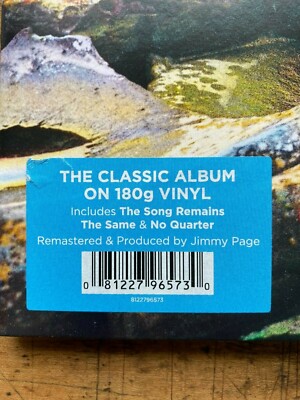 THE CLASSIC ALBUM
ON 180g VINYL
Includes The Song Remains
The Same & No Quarter
Remastered & Produced by Jimmy Page
0 81227 96573 0
8122796573